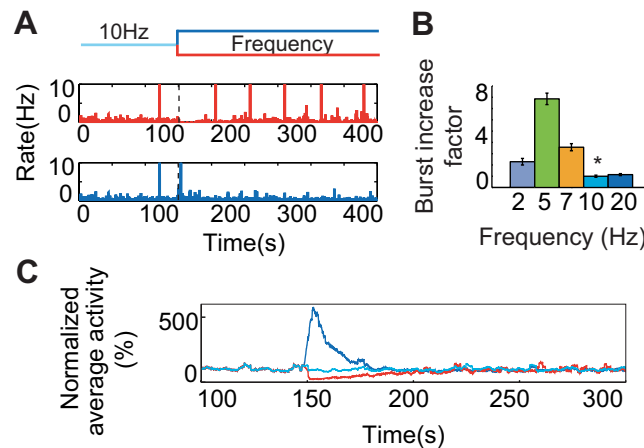 A
10Hz
Frequency
Rate(Hz)
10
0
0 100 200 300 400
10
0
0 100 200 300 400
Time(s)
B
Burst increase
factor
8
4
0
*
2 5 7 10 20
Frequency (Hz)
C
Normalized
average activity
(%)
500
0
100 150 200 250 300
Time(s)